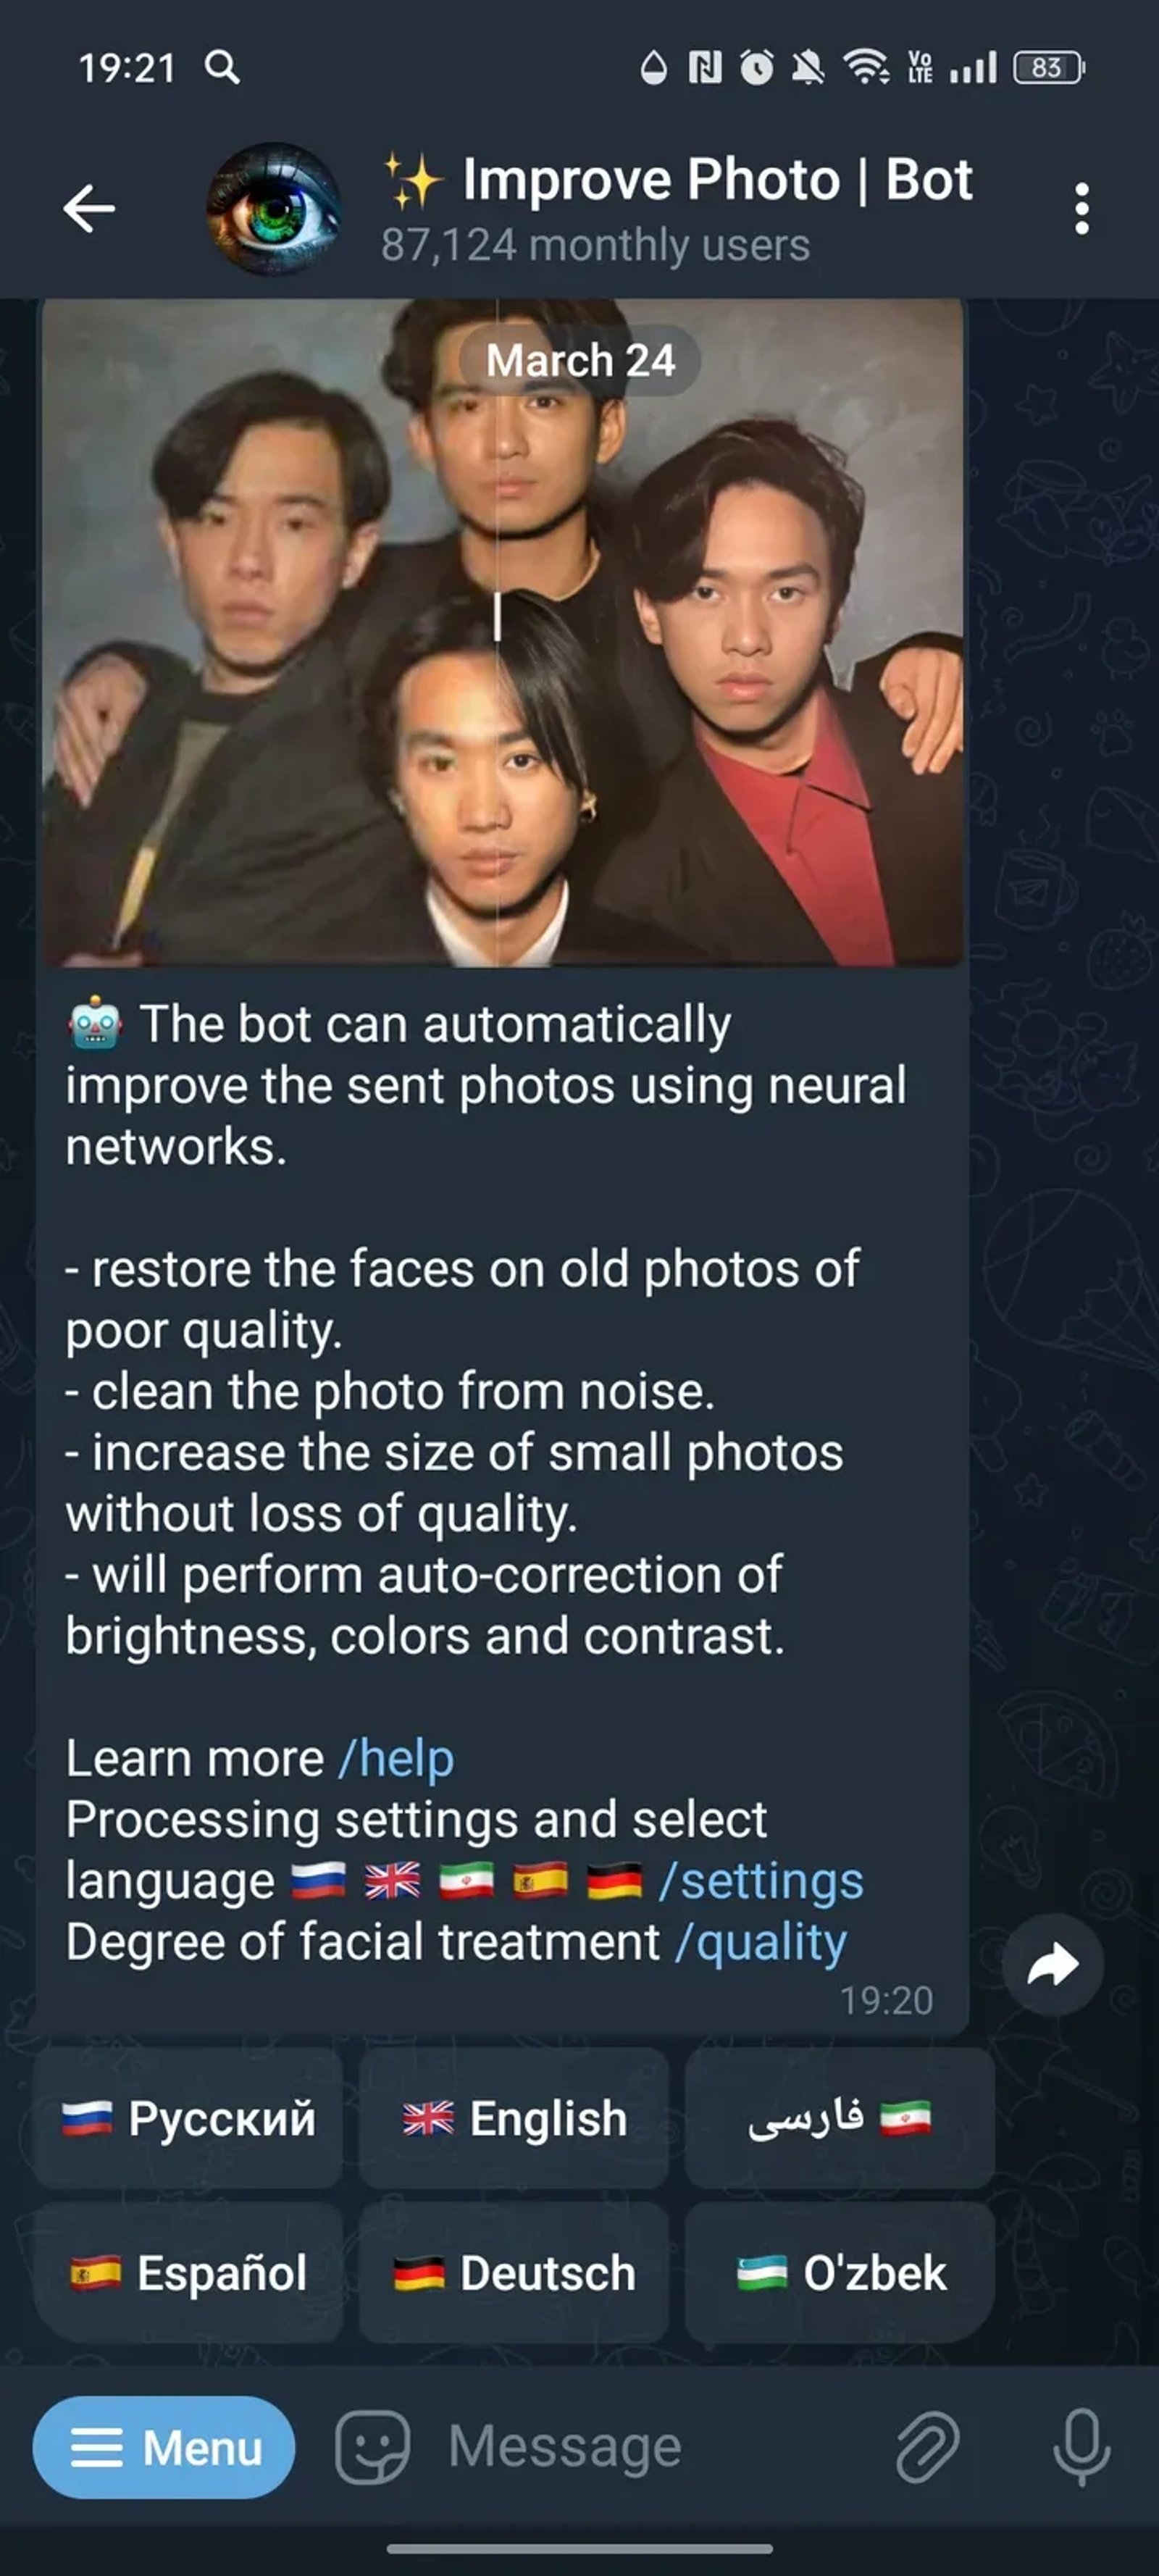 19:21
Vo
LTE
83
✨ Improve Photo | Bot
87,124 monthly users
March 24
🤖 The bot can automatically
improve the sent photos using neural
networks.
- restore the faces on old photos of
poor quality.
- clean the photo from noise.
- increase the size of small photos
without loss of quality.
- will perform auto-correction of
brightness, colors and contrast.
Learn more /help
Processing settings and select
language 🇷🇺 🇬🇧 🇮🇷 🇪🇸 🇩🇪 /settings
Degree of facial treatment /quality
19:20
🇷🇺 Русский
🇬🇧 English
فارسی 🇮🇷
🇪🇸 Español
🇩🇪 Deutsch
🇺🇿 O'zbek
Menu
Message